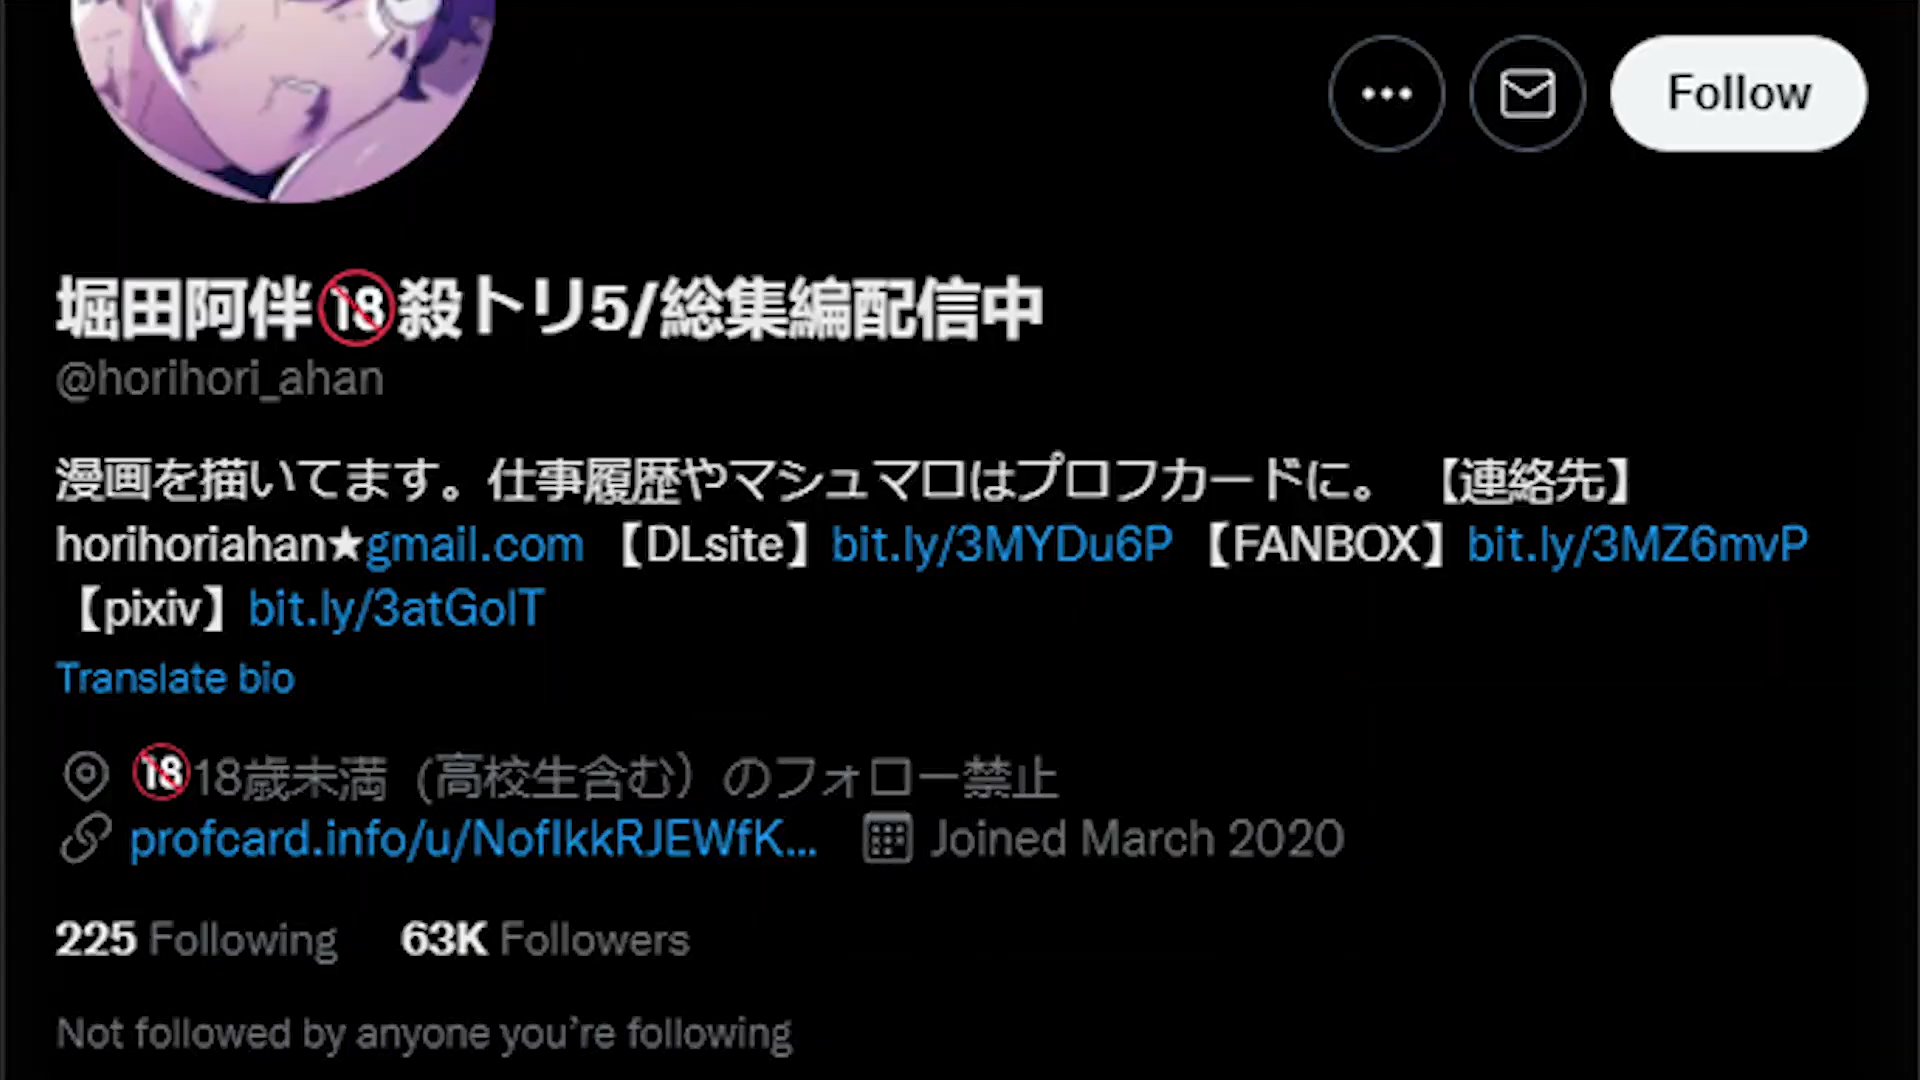 Follow
堀田阿伴🔞殺トリ5/総集編配信中
@horihori_ahan
漫画を描いてます。仕事履歴やマシュマロはプロフカードに。 【連絡先】
horihoriahan★gmail.com 【DLsite】bit.ly/3MYDu6P 【FANBOX】bit.ly/3MZ6mvP
【pixiv】bit.ly/3atGolT
Translate bio
🔞18歳未満（高校生含む）のフォロー禁止
profcard.info/u/NoflkkRJEWfK... Joined March 2020
225 Following 63K Followers
Not followed by anyone you’re following